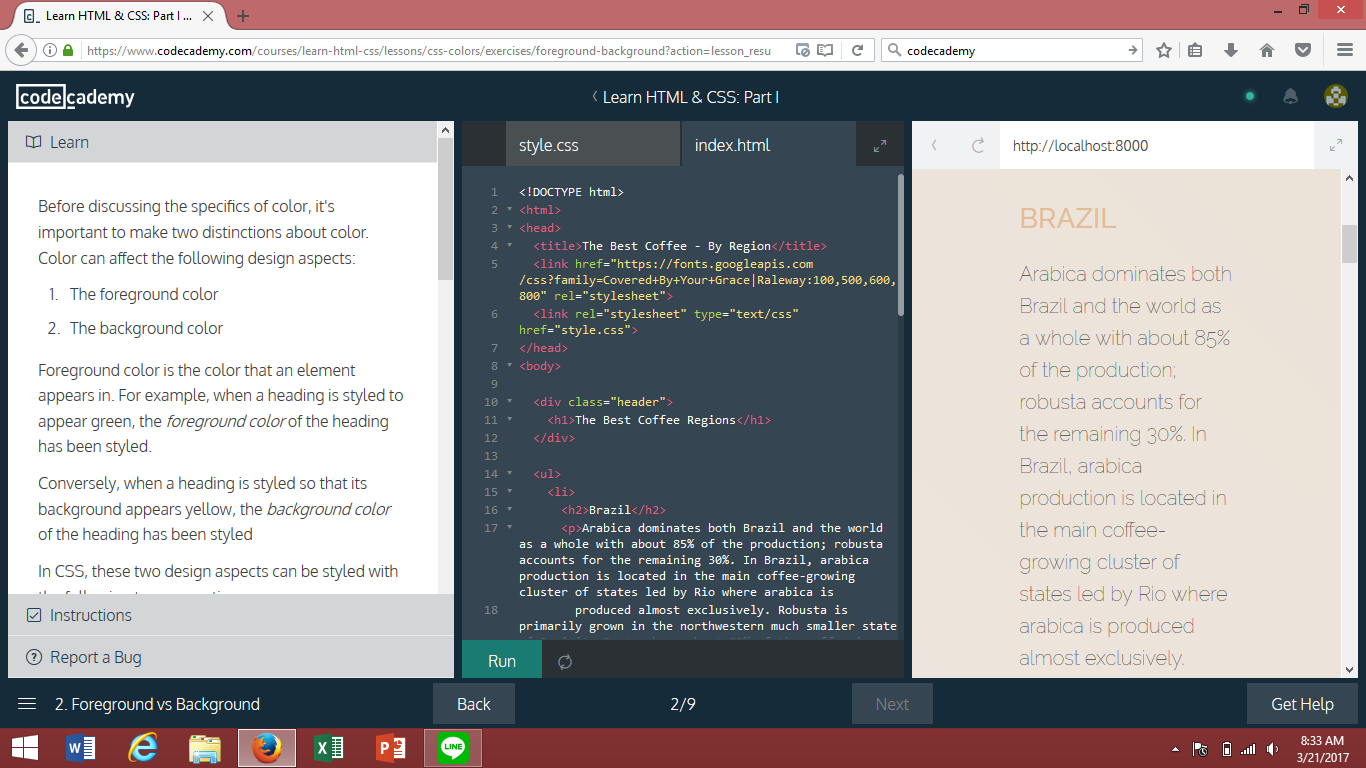 Learn HTML & CSS: Part I ...
https://www.codecademy.com/courses/learn-html-css/lessons/css-colors/exercises/foreground-background?action=lesson_resu
codecademy
codecademy
Learn HTML & CSS: Part I
Learn
Before discussing the specifics of color, it's
important to make two distinctions about color.
Color can affect the following design aspects:
1. The foreground color
2. The background color
Foreground color is the color that an element
appears in. For example, when a heading is styled to
appear green, the foreground color of the heading
has been styled.
Conversely, when a heading is styled so that its
background appears yellow, the background color
of the heading has been styled
In CSS, these two design aspects can be styled with
Instructions
Report a Bug
style.css
index.html
1 <!DOCTYPE html>
2 <html>
3 <head>
4 <title>The Best Coffee - By Region</title>
5 <link href="https://fonts.googleapis.com
/css?family=Covered+By+Your+Grace|Raleway:100,500,600,
800" rel="stylesheet">
6 <link rel="stylesheet" type="text/css"
href="style.css">
7 </head>
8 <body>
9
10 <div class="header">
11 <h1>The Best Coffee Regions</h1>
12 </div>
13
14 <ul>
15 <li>
16 <h2>Brazil</h2>
17 <p>Arabica dominates both Brazil and the world
as a whole with about 85% of the production; robusta
accounts for the remaining 30%. In Brazil, arabica
production is located in the main coffee-growing
cluster of states led by Rio where arabica is
18 produced almost exclusively. Robusta is
primarily grown in the northwestern much smaller state
Run
http://localhost:8000
BRAZIL
Arabica dominates both
Brazil and the world as
a whole with about 85%
of the production;
robusta accounts for
the remaining 30%. In
Brazil, arabica
production is located in
the main coffee-
growing cluster of
states led by Rio where
arabica is produced
almost exclusively.
2. Foreground vs Background
Back
2/9
Next
Get Help
LINE
8:33 AM
3/21/2017